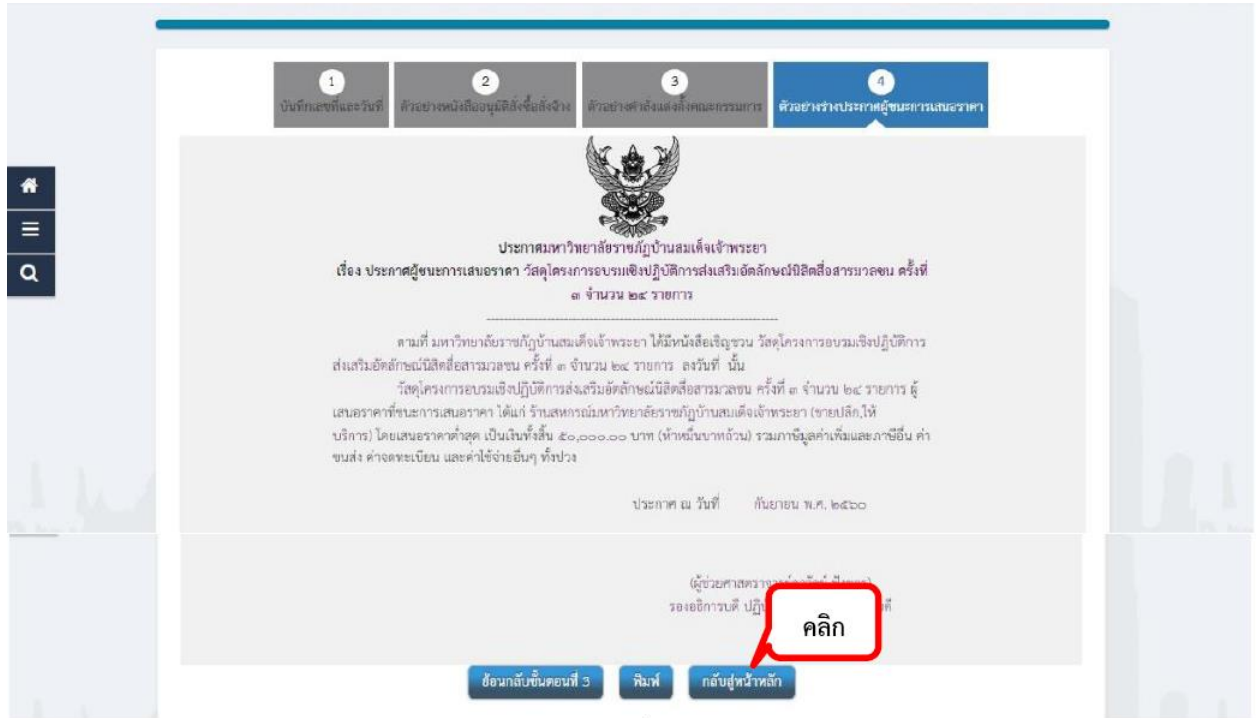 1
2
3
4
บันทึกเลขที่และวันที่
ตัวอย่างหนังสืออนุมัติสั่งซื้อสั่งจ้าง
ตัวอย่างคำสั่งแต่งตั้งคณะกรรมการ
ตัวอย่างร่างประกาศผู้ชนะการเสนอราคา
ประกาศมหาวิทยาลัยราชภัฏบ้านสมเด็จเจ้าพระยา
เรื่อง ประกาศผู้ชนะการเสนอราคา วัสดุโครงการอบรมเชิงปฏิบัติการส่งเสริมอัตลักษณ์นิสิตสื่อสารมวลชน ครั้งที่
๓ จำนวน ๒๔ รายการ
ตามที่ มหาวิทยาลัยราชภัฏบ้านสมเด็จเจ้าพระยา ได้มีหนังสือเชิญชวน วัสดุโครงการอบรมเชิงปฏิบัติการ
ส่งเสริมอัตลักษณ์นิสิตสื่อสารมวลชน ครั้งที่ ๓ จำนวน ๒๔ รายการ ลงวันที่ นั้น
วัสดุโครงการอบรมเชิงปฏิบัติการส่งเสริมอัตลักษณ์นิสิตสื่อสารมวลชน ครั้งที่ ๓ จำนวน ๒๔ รายการ ผู้
เสนอราคาที่ชนะการเสนอราคา ได้แก่ ร้านสหกรณ์มหาวิทยาลัยราชภัฏบ้านสมเด็จเจ้าพระยา (ขายปลีก,ให้
บริการ) โดยเสนอราคาต่ำสุด เป็นเงินทั้งสิ้น ๕๐,๐๐๐.๐๐ บาท (ห้าหมื่นบาทถ้วน) รวมภาษีมูลค่าเพิ่มและภาษีอื่น ค่า
ขนส่ง ค่าจดทะเบียน และค่าใช้จ่ายอื่นๆ ทั้งปวง
ประกาศ ณ วันที่ กันยายน พ.ศ. ๒๕๖๐
(ผู้ช่วยศาสตรา
รองอธิการบดี
คลิก
ย้อนกลับขั้นตอนที่ 3
พิมพ์
กลับสู่หน้าหลัก